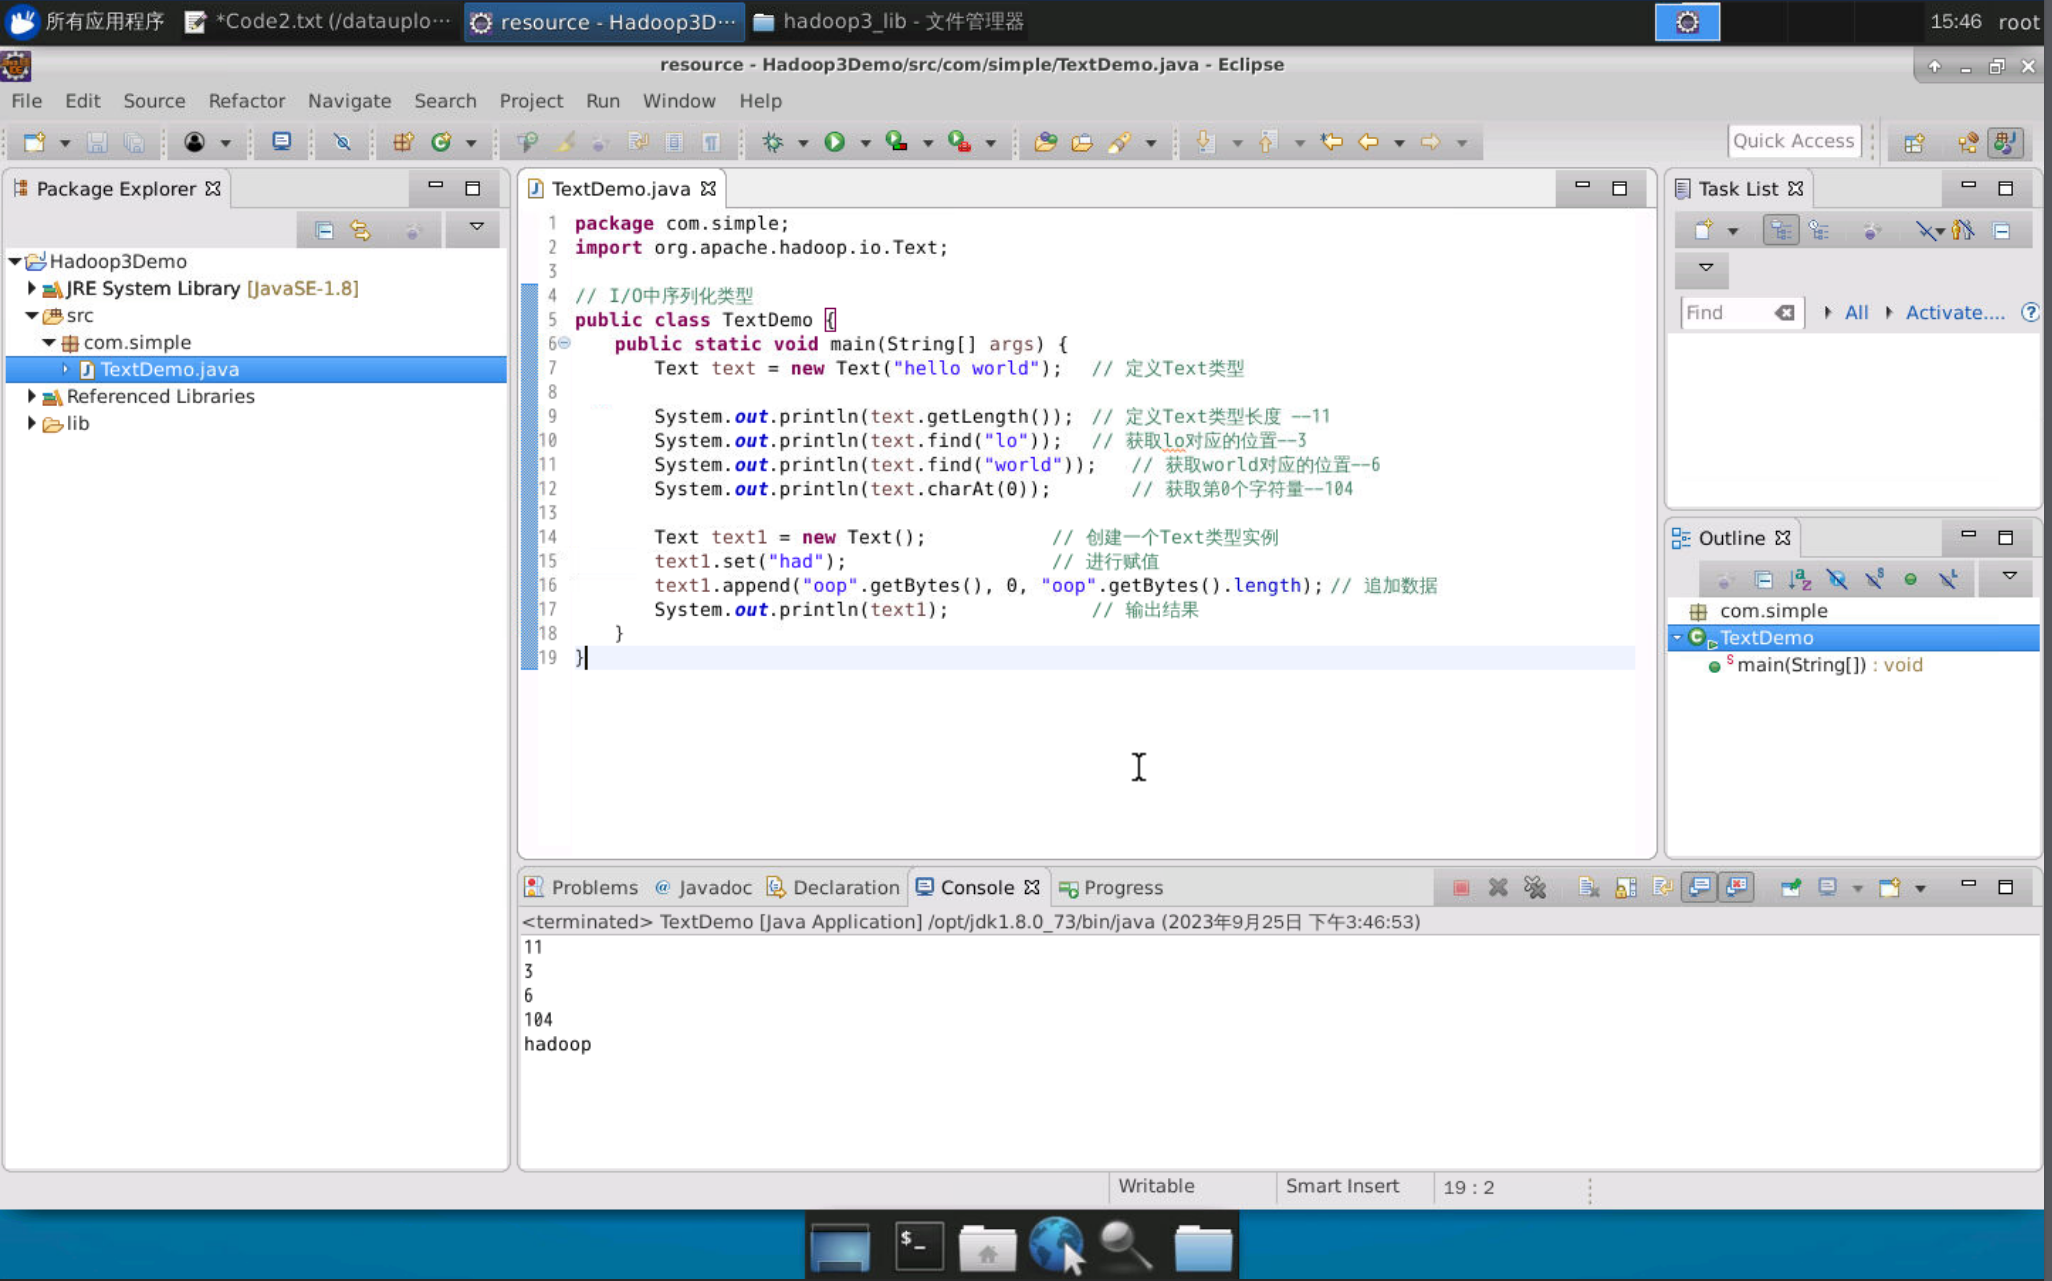 所有应用程序 *Code2.txt (/datauplo··· resource - Hadoop3D··· hadoop3_lib - 文件管理器 15:46 root
resource - Hadoop3Demo/src/com/simple/TextDemo.java - Eclipse
File Edit Source Refactor Navigate Search Project Run Window Help
Quick Access
Package Explorer
Hadoop3Demo
JRE System Library [JavaSE-1.8]
src
com.simple
TextDemo.java
Referenced Libraries
lib
TextDemo.java
1 package com.simple;
2 import org.apache.hadoop.io.Text;
3
4 // I/O中序列化类型
5 public class TextDemo {
6 public static void main(String[] args) {
7 Text text = new Text("hello world"); // 定义Text类型
8
9 System.out.println(text.getLength()); // 定义Text类型长度 --11
10 System.out.println(text.find("lo")); // 获取lo对应的位置--3
11 System.out.println(text.find("world")); // 获取world对应的位置--6
12 System.out.println(text.charAt(0)); // 获取第0个字符量--104
13
14 Text text1 = new Text(); // 创建一个Text类型实例
15 text1.set("had"); // 进行赋值
16 text1.append("oop".getBytes(), 0, "oop".getBytes().length); // 追加数据
17 System.out.println(text1); // 输出结果
18 }
19 }
Task List
Find All Activate....
Outline
com.simple
TextDemo
main(String[]) : void
Problems Javadoc Declaration Console Progress
<terminated> TextDemo [Java Application] /opt/jdk1.8.0_73/bin/java (2023年9月25日 下午3:46:53)
11
3
6
104
hadoop
Writable Smart Insert 19 : 2